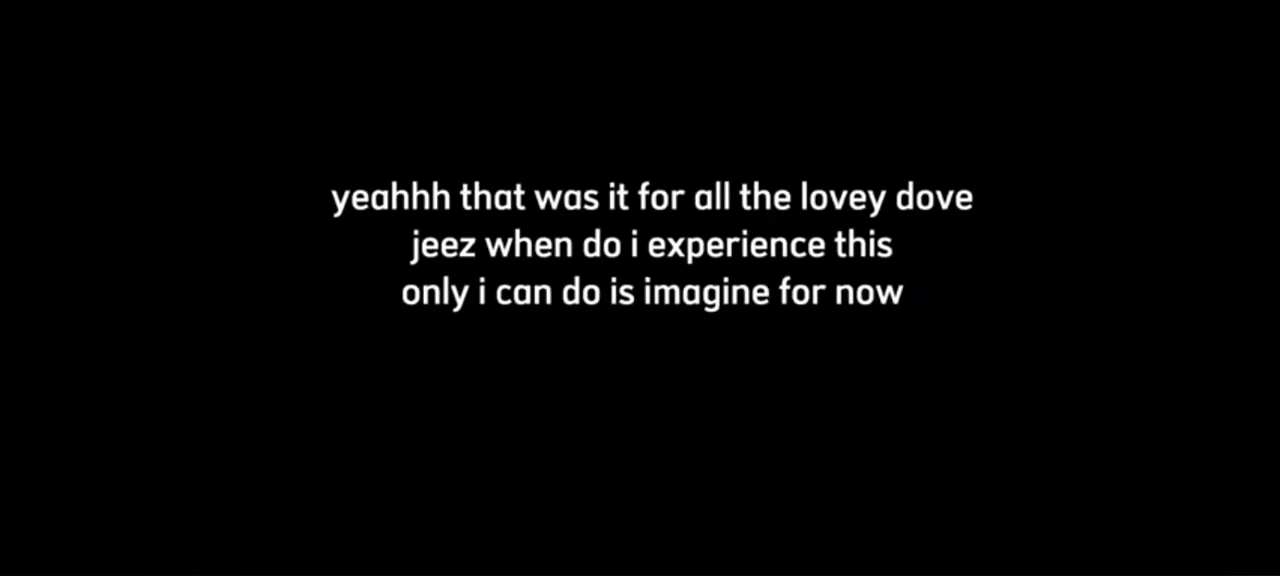 yeahhh that was it for all the lovey dove
jeez when do i experience this
only i can do is imagine for now